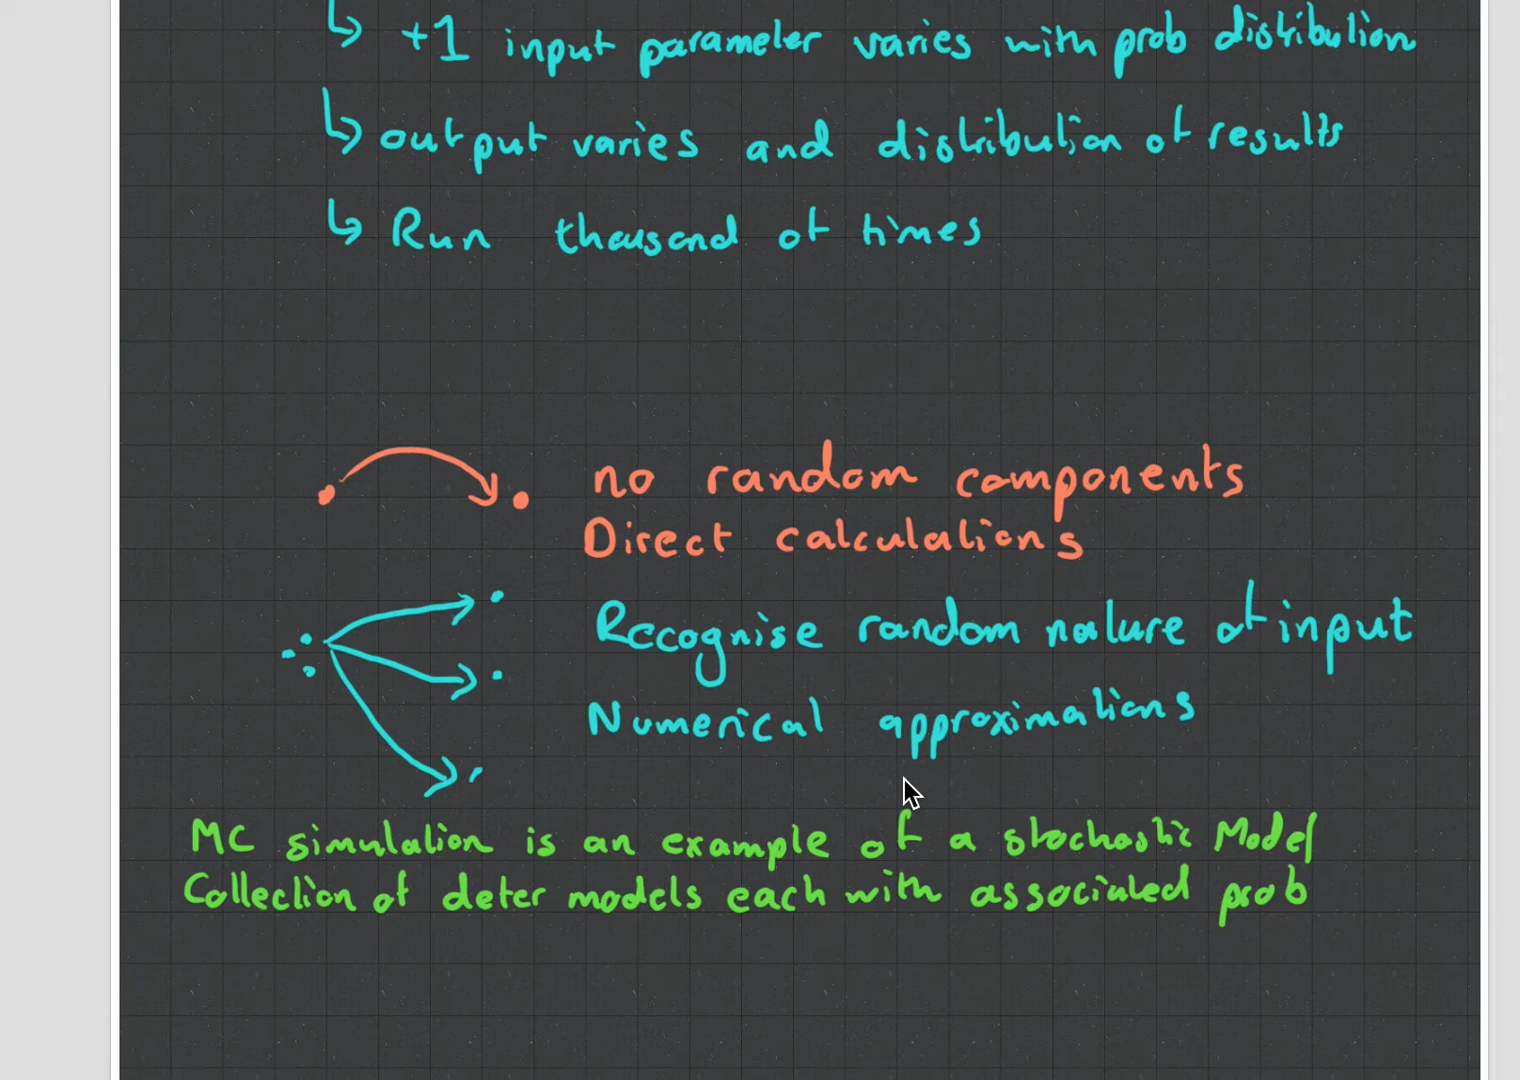 +1 input parameter varies with prob distribution
output varies and distribution of results
Run thousand of times
no random components
Direct calculations
Recognise random nature of input
Numerical approximations
MC simulation is an example of a stochastic Model
Collection of deter models each with associated prob